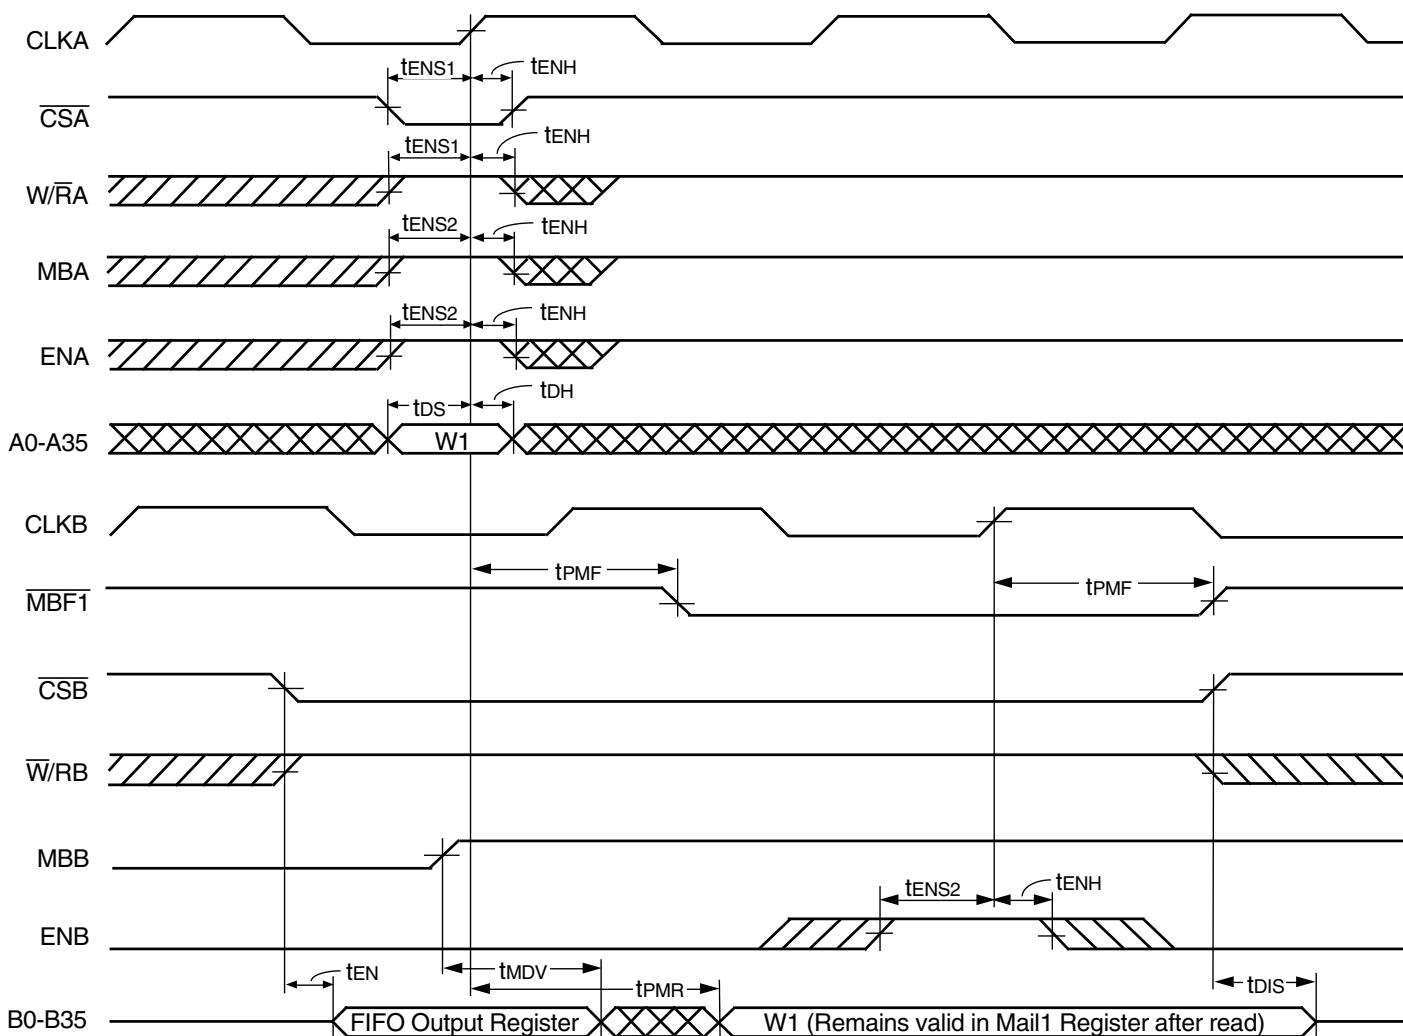 CLKA
tENS1 tENH
CSA
tENS1 tENH
W/RA
tENS2 tENH
MBA
tENS2 tENH
ENA
tDS tDH
A0-A35 W1
CLKB
tPMF tPMF
MBF1
CSB
W/RB
MBB
tENS2 tENH
ENB
tEN tMDV tPMR tDIS
B0-B35 FIFO Output Register W1 (Remains valid in Mail1 Register after read)